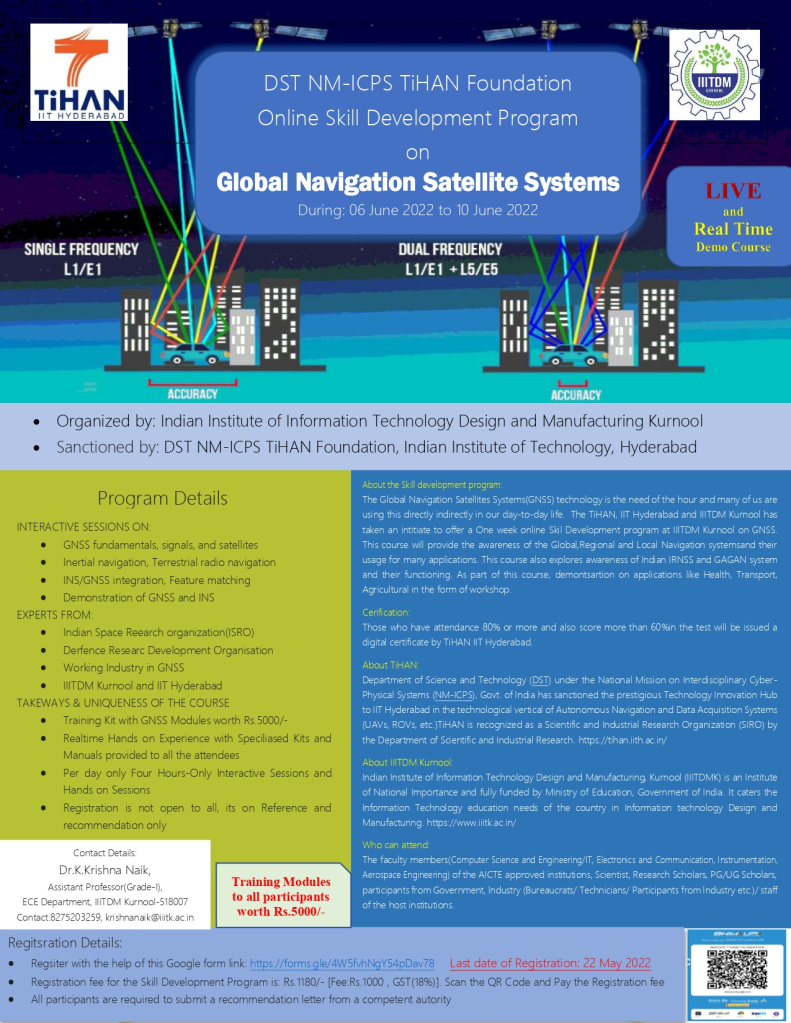 TiHAN
IIT HYDERABAD
IIITDM
KURNOOL
DST NM-ICPS TiHAN Foundation
Online Skill Development Program
on
Global Navigation Satellite Systems
During: 06 June 2022 to 10 June 2022
LIVE
and
Real Time
Demo Course
SINGLE FREQUENCY
L1/E1
DUAL FREQUENCY
L1/E1 + L5/E5
ACCURACY
ACCURACY
• Organized by: Indian Institute of Information Technology Design and Manufacturing Kurnool
• Sanctioned by: DST NM-ICPS TiHAN Foundation, Indian Institute of Technology, Hyderabad
Program Details
INTERACTIVE SESSIONS ON:
• GNSS fundamentals, signals, and satellites
• Inertial navigation, Terrestrial radio navigation
• INS/GNSS integration, Feature matching
• Demonstration of GNSS and INS
EXPERTS FROM:
• Indian Space Reearch organization(ISRO)
• Derfence Researc Development Organisation
• Working Industry in GNSS
• IIITDM Kurnool and IIT Hyderabad
TAKEWAYS & UNIQUENESS OF THE COURSE
• Training Kit with GNSS Modules worth Rs.5000/-
• Realtime Hands on Experience with Speciliased Kits and
Manuals provided to all the attendees
• Per day only Four Hours-Only Interactive Sessions and
Hands on Sessions
• Registration is not open to all, its on Reference and
recommendation only
Contact Details:
Dr.K.Krishna Naik,
Assistant Professor(Grade-I),
ECE Department, IIITDM Kurnool-518007
Contact:8275203259, krishnanaik@iiitk.ac.in
Training Modules
to all participants
worth Rs.5000/-
About the Skill development program:
The Global Navigation Satellites Systems(GNSS) technology is the need of the hour and many of us are
using this directly indirectly in our day-to-day life. The TiHAN, IIT Hyderabad and IIITDM Kurnool has
taken an intitiate to offer a One week online Skil Development program at IIITDM Kurnool on GNSS.
This course will provide the awareness of the Global,Regional and Local Navigation systemsand their
usage for many applications. This course also explores awareness of Indian IRNSS and GAGAN system
and their functioning. As part of this course, demontsartion on applications like Health, Transport,
Agricultural in the form of workshop.
Cerification:
Those who have attendance 80% or more and also score more than 60%in the test will be issued a
digital certificate by TiHAN IIT Hyderabad.
About TiHAN:
Department of Science and Technology (DST) under the National Mission on Interdisciplinary Cyber-
Physical Systems (NM-ICPS), Govt. of India has sanctioned the prestigious Technology Innovation Hub
to IIT Hyderabad in the technological vertical of Autonomous Navigation and Data Acquisition Systems
(UAVs, ROVs, etc.)TiHAN is recognized as a Scientific and Industrial Research Organization (SIRO) by
the Department of Scientific and Industrial Research. https://tihan.iith.ac.in/
About IIITDM Kurnool:
Indian Institute of Information Technology Design and Manufacturing, Kurnool (IIITDMK) is an Institute
of National Importance and fully funded by Ministry of Education, Government of India. It caters the
Information Technology education needs of the country in Information technology Design and
Manufacturing. https://www.iiitk.ac.in/
Who can attend:
The faculty members(Computer Science and Engineering/IT, Electronics and Communication, Instrumentation,
Aerospace Engineering) of the AICTE approved institutions, Scientist, Research Scholars, PG/UG Scholars,
participants from Government, Industry (Bureaucrats/ Technicians/ Participants from Industry etc.)/ staff
of the host institutions.
Regitsration Details:
• Regsiter with the help of this Google form link: https://forms.gle/4W5fvhNgY54pDav78 Last date of Registration: 22 May 2022
• Registration fee for the Skill Development Program is: Rs.1180/- [Fee:Rs.1000 , GST(18%)]. Scan the QR Code and Pay the Registration fee
• All participants are required to submit a recommendation letter from a competent autority